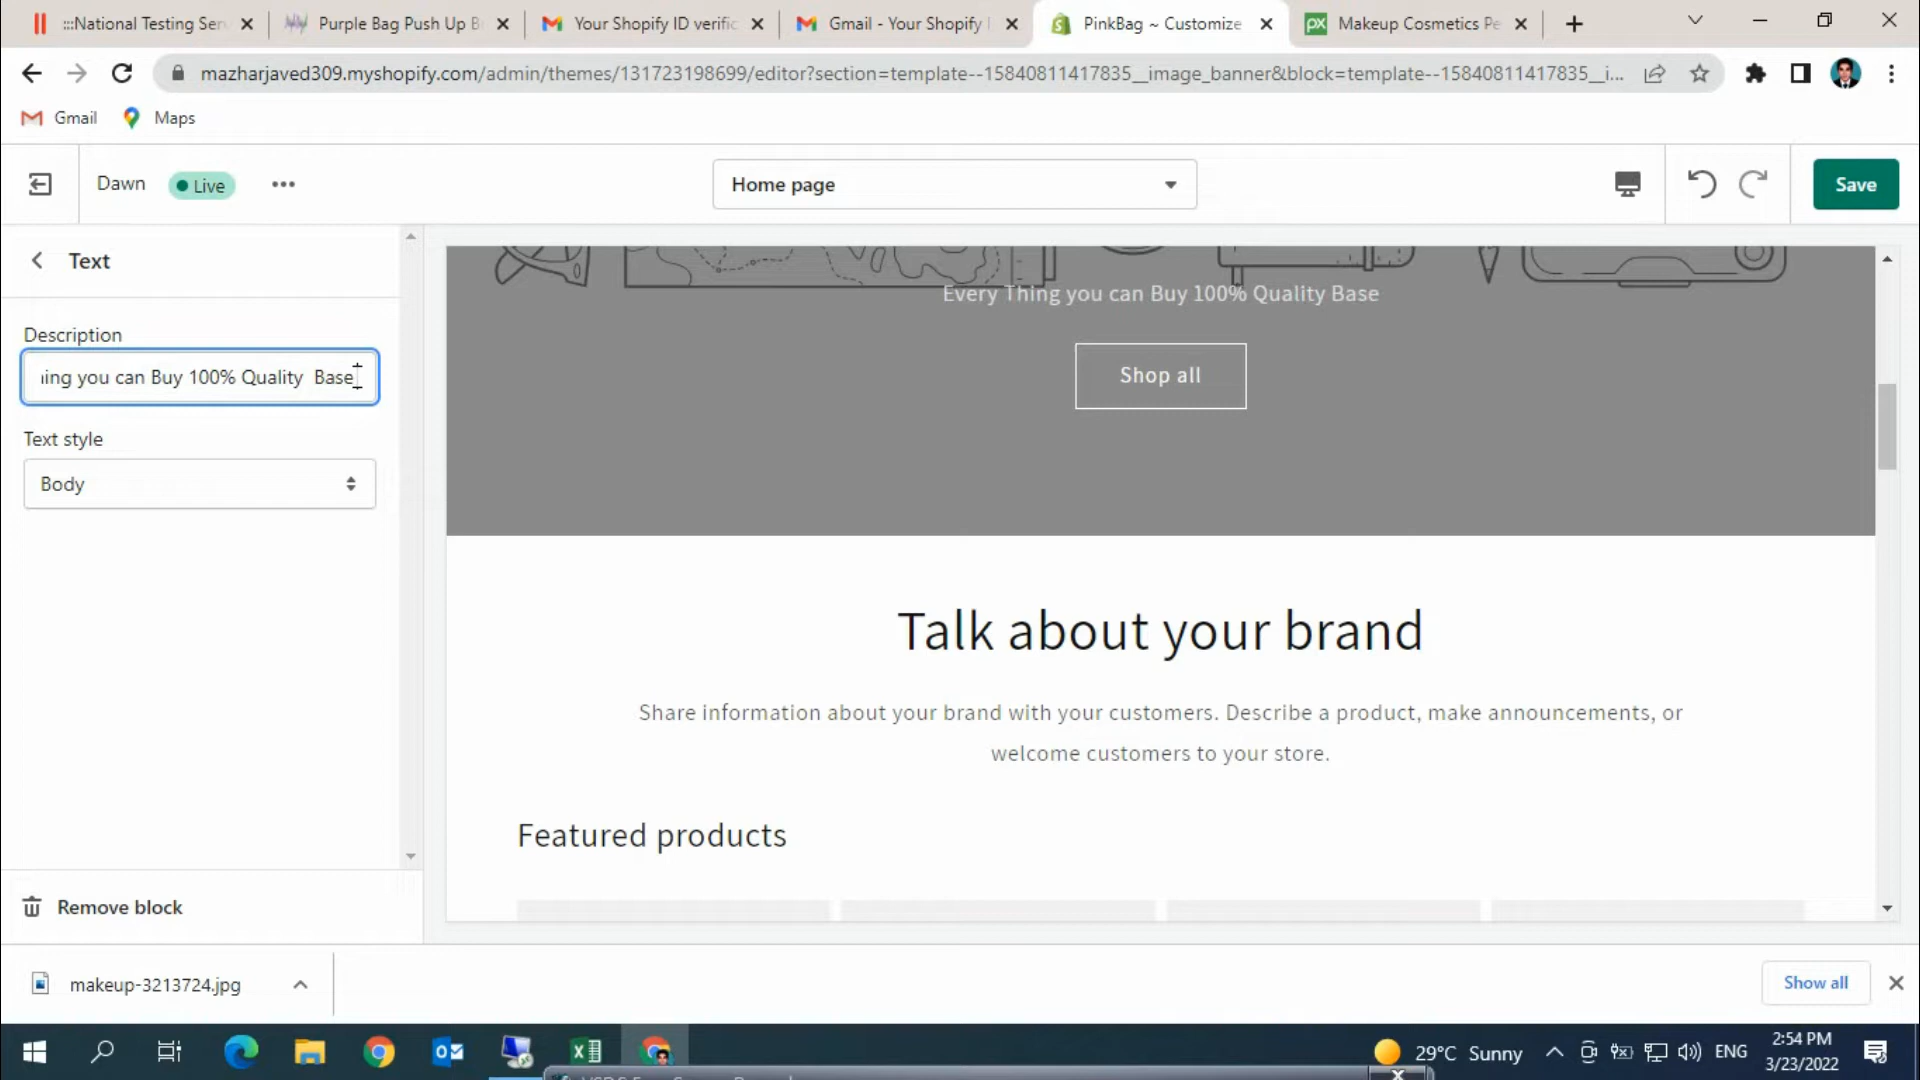 :::National Testing Ser
Purple Bag Push Up B
Your Shopify ID verific
Gmail - Your Shopify
PinkBag ~ Customize
px
Makeup Cosmetics Pe
mazharjaved309.myshopify.com/admin/themes/131723198699/editor?section=template--15840811417835__image_banner&block=template--15840811417835__i...
Gmail
Maps
Dawn
Live
Home page
Save
Text
Description
ing you can Buy 100% Quality  Base
Text style
Body
Remove block
Every Thing you can Buy 100% Quality Base
Shop all
Talk about your brand
Share information about your brand with your customers. Describe a product, make announcements, or
welcome customers to your store.
Featured products
makeup-3213724.jpg
Show all
29°C Sunny
ENG
2:54 PM
3/23/2022